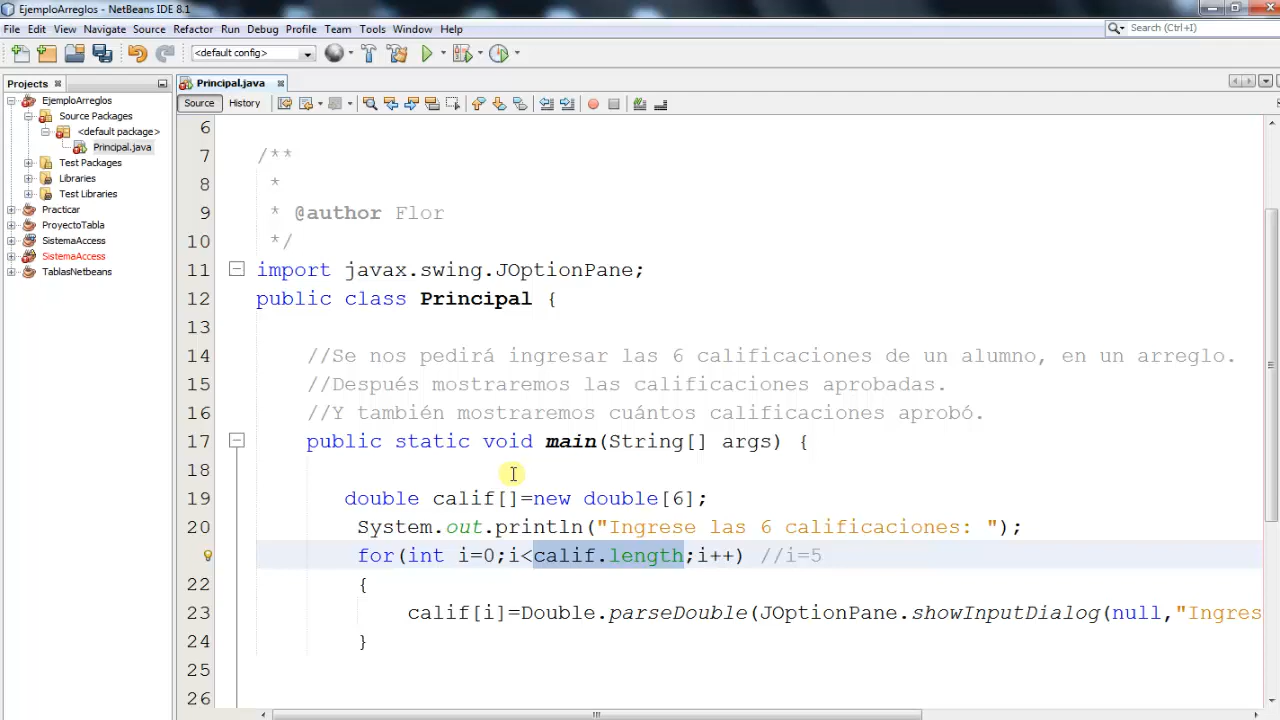 EjemploArreglos - NetBeans IDE 8.1
File Edit View Navigate Source Refactor Run Debug Profile Team Tools Window Help
Search (Ctrl+I)
<default config>
Projects
Principal.java
Source History
EjemploArreglos
Source Packages
<default package>
Principal.java
Test Packages
Libraries
Test Libraries
Practicar
ProyectoTabla
SistemaAccess
SistemaAccess
TablasNetbeans
6
7 /**
8 *
9 * @author Flor
10 */
11 import javax.swing.JOptionPane;
12 public class Principal {
13
14 //Se nos pedirá ingresar las 6 calificaciones de un alumno, en un arreglo.
15 //Después mostraremos las calificaciones aprobadas.
16 //Y también mostraremos cuántos calificaciones aprobó.
17 public static void main(String[] args) {
18
19 double calif[]=new double[6];
20 System.out.println("Ingrese las 6 calificaciones: ");
for(int i=0;i<calif.length;i++) //i=5
22 {
23 calif[i]=Double.parseDouble(JOptionPane.showInputDialog(null,"Ingres
24 }
25
26